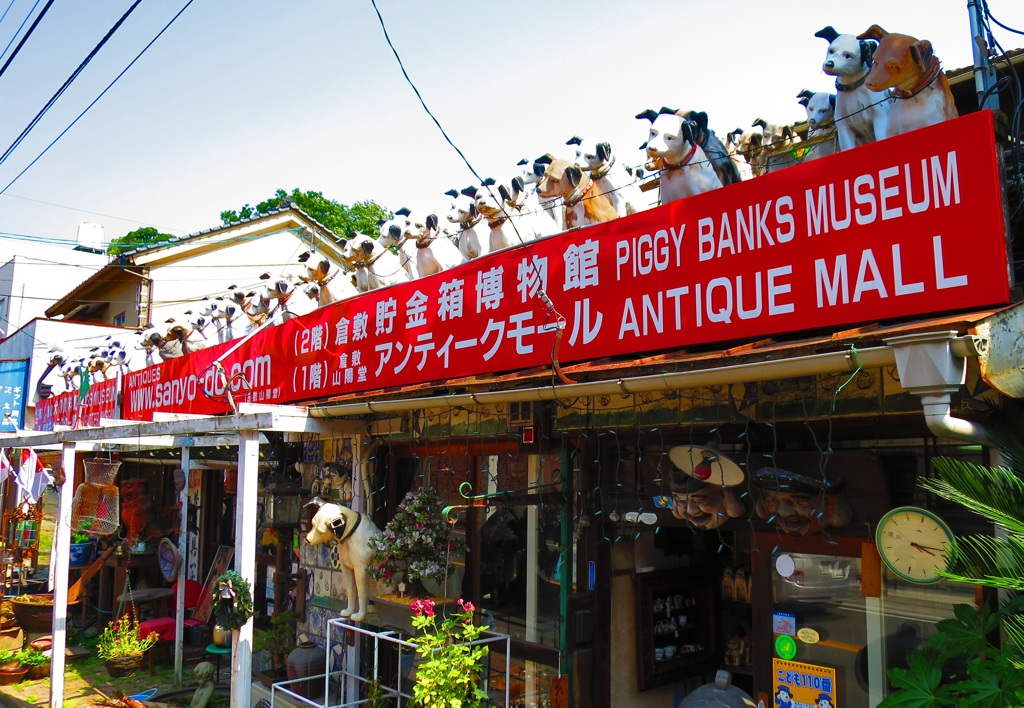 (2階) 倉敷 貯金箱博物館 PIGGY BANKS MUSEUM
(1階) 倉敷山陽堂 アンティークモール ANTIQUE MALL
ANTIQUES
www.sanyo-do.com
こども110番